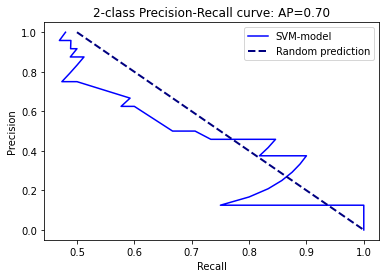 2-class Precision-Recall curve: AP=0.70
SVM-model
Random prediction
Precision
1.0
0.8
0.6
0.4
0.2
0.0
0.5
0.6
0.7
0.8
0.9
1.0
Recall